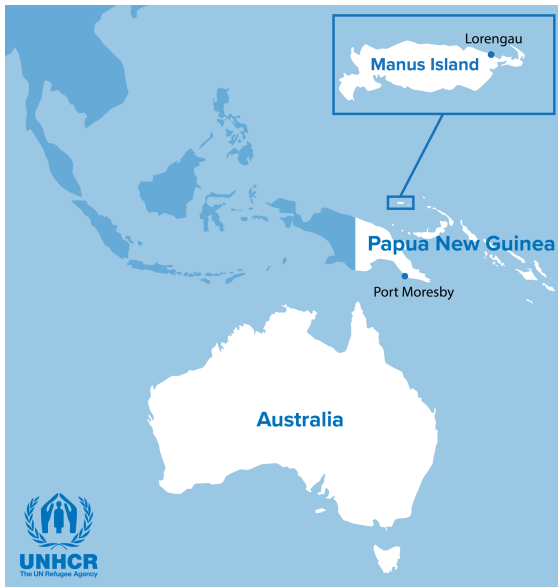 Lorengau
Manus Island
Papua New Guinea
Port Moresby
Australia
UNHCR
The UN Refugee Agency